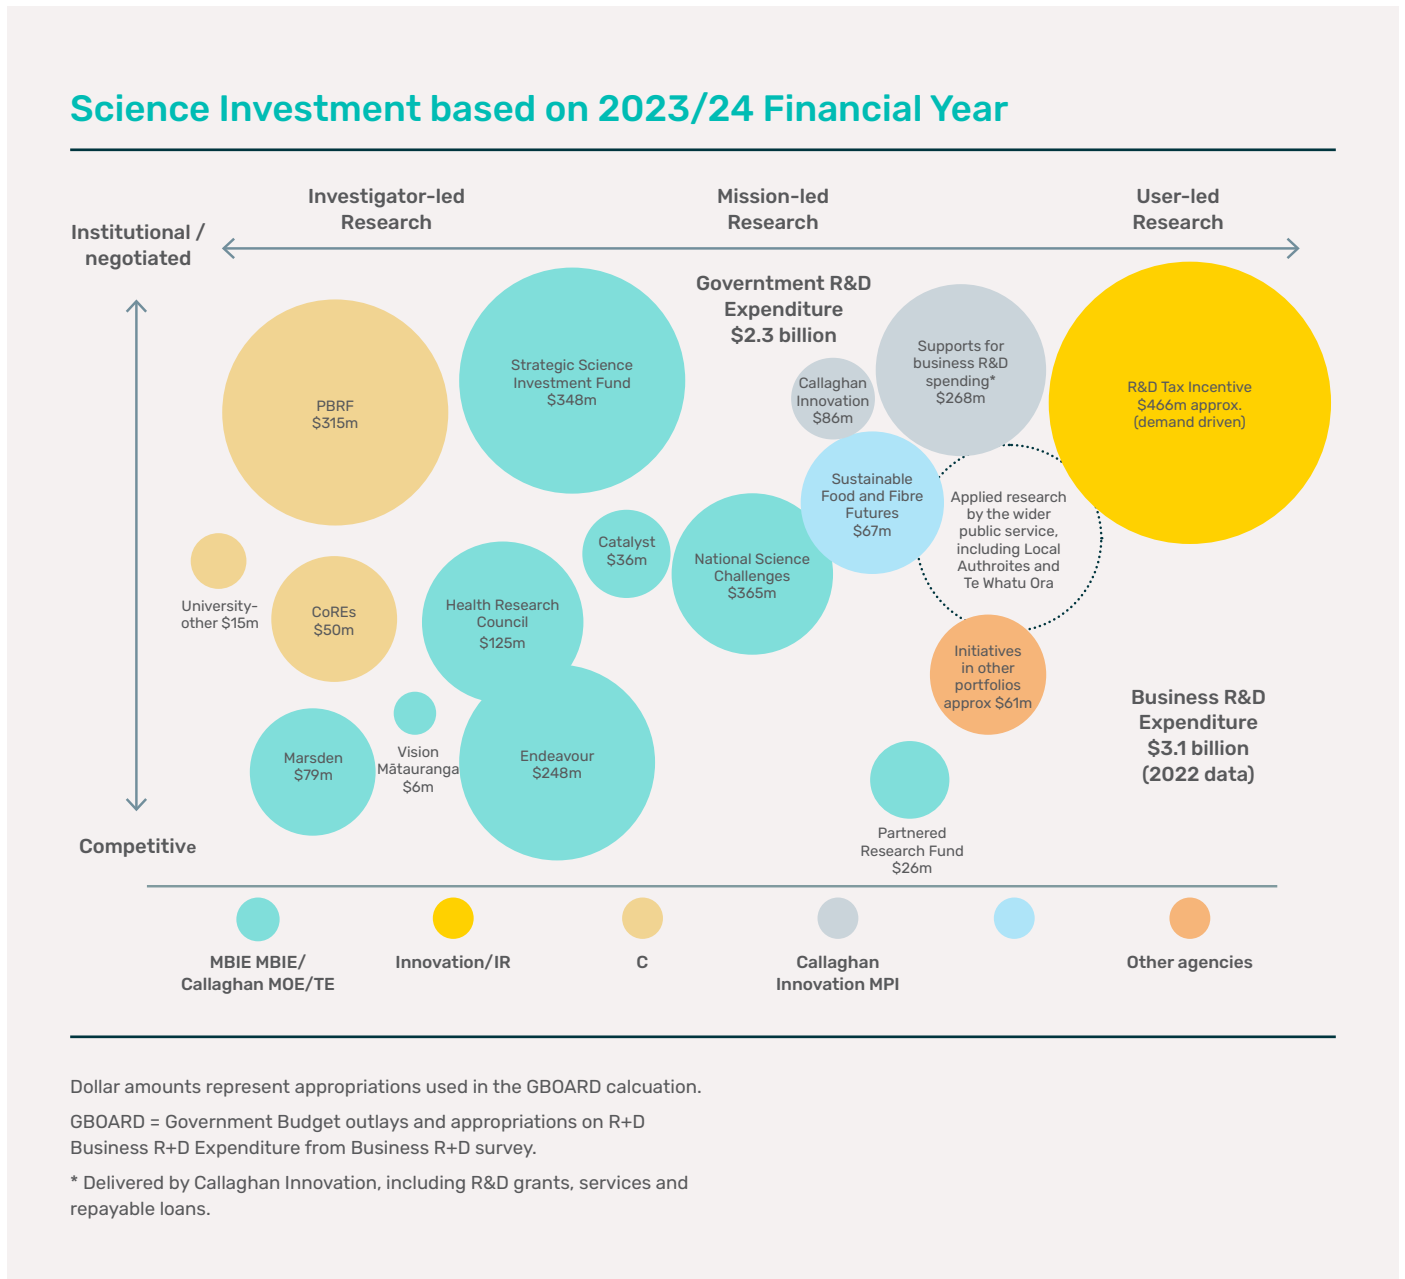 Science Investment based on 2023/24 Financial Year
Investigator-led
Research
Mission-led
Research
User-led
Research
Institutional /
negotiated
Governtment R&D
Expenditure
$2.3 billion
Strategic Science
Investment Fund
$348m
PBRF
$315m
Callaghan
Innovation
$86m
Supports for
business R&D
spending*
$268m
R&D Tax Incentive
$466m approx.
(demand driven)
Sustainable
Food and Fibre
Futures
$67m
Applied research
by the wider
public service,
including Local
Authroites and
Te Whatu Ora
Catalyst
$36m
National Science
Challenges
$365m
University-
other $15m
CoREs
$50m
Health Research
Council
$125m
Initiatives
in other
portfolios
approx $61m
Business R&D
Expenditure
$3.1 billion
(2022 data)
Marsden
$79m
Vision
Mātauranga
$6m
Endeavour
$248m
Partnered
Research Fund
$26m
Competitive
MBIE MBIE/
Callaghan MOE/TE
Innovation/IR
C
Callaghan
Innovation MPI
Other agencies
Dollar amounts represent appropriations used in the GBOARD calcuation.
GBOARD = Government Budget outlays and appropriations on R+D
Business R+D Expenditure from Business R+D survey.
* Delivered by Callaghan Innovation, including R&D grants, services and
repayable loans.